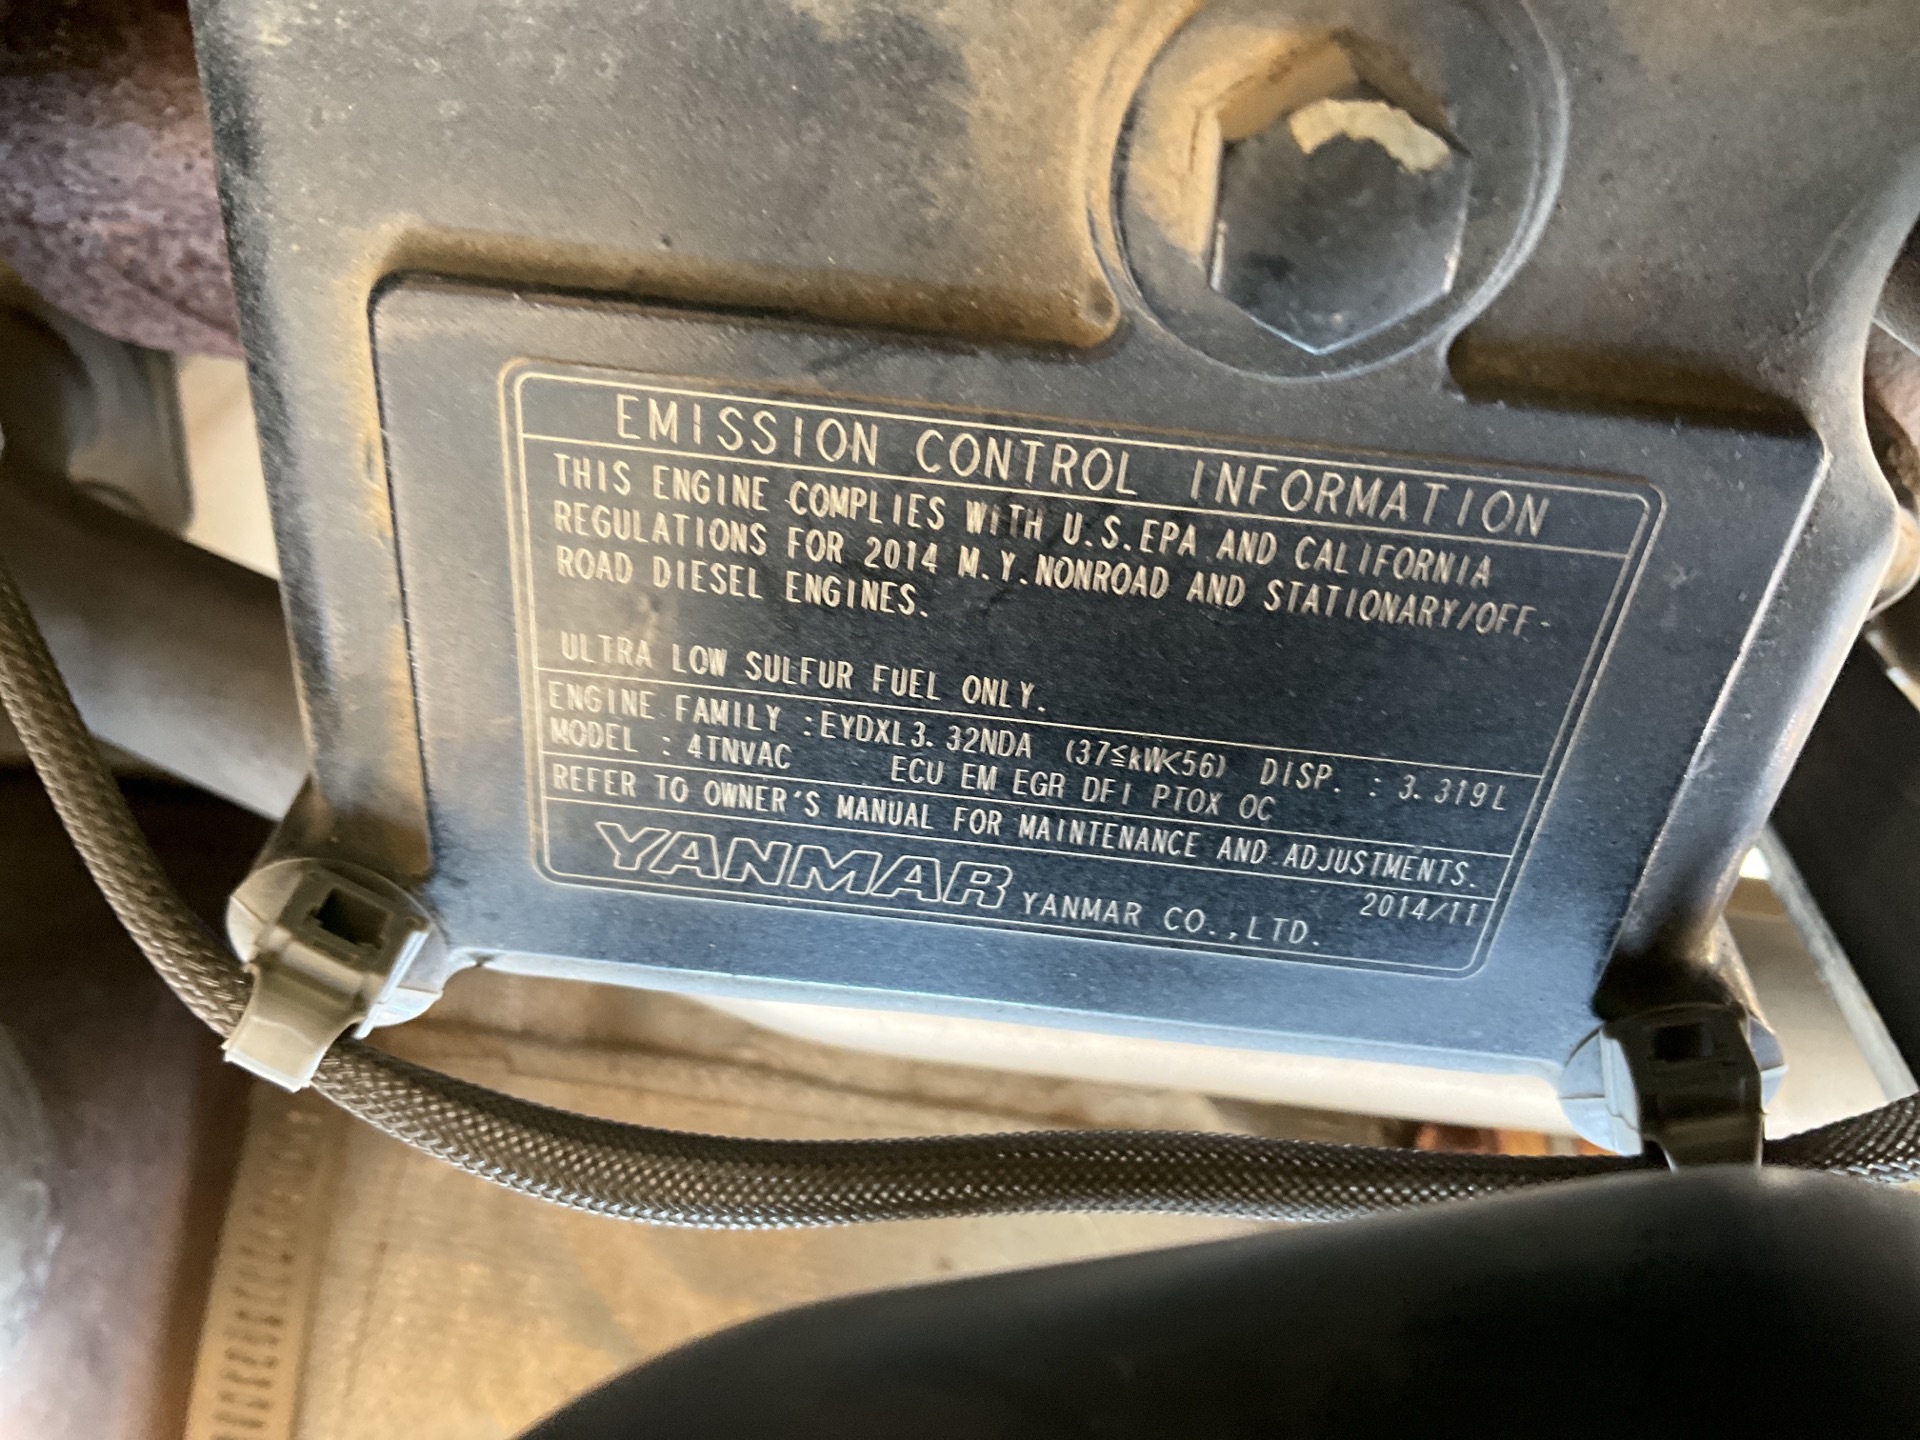 EMISSION CONTROL INFORMATION
THIS ENGINE COMPLIES WITH U.S.EPA AND CALIFORNIA
REGULATIONS FOR 2014 M.Y.NONROAD AND STATIONARY/OFF-
ROAD DIESEL ENGINES.
ULTRA LOW SULFUR FUEL ONLY.
ENGINE FAMILY :EYDXL3.32NDA (37≦kW<56) DISP. : 3.319L
MODEL : 4TNVAC ECU EM EGR DFI PTOX OC
REFER TO OWNER'S MANUAL FOR MAINTENANCE AND ADJUSTMENTS.
YANMAR YANMAR CO.,LTD. 2014/11